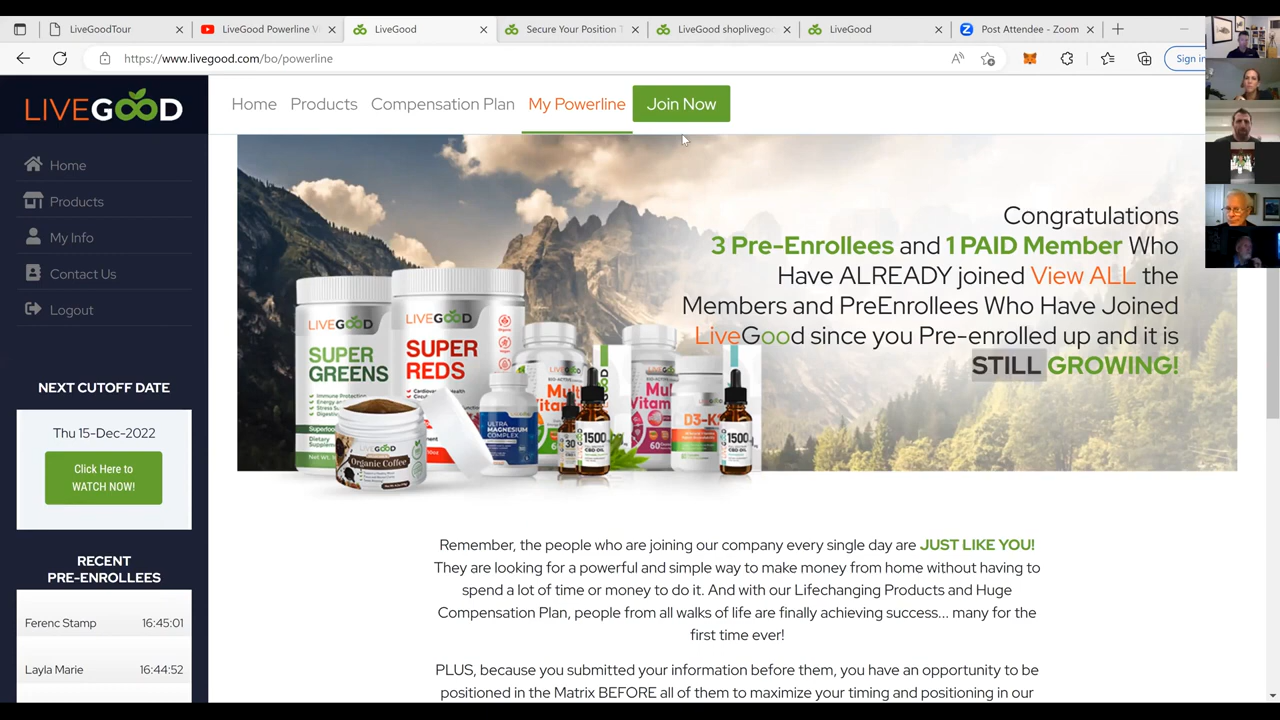 LiveGoodTour
LiveGood Powerline V
LiveGood
Secure Your Position T
LiveGood shoplivegoo
LiveGood
Post Attendee - Zoom
https://www.livegood.com/bo/powerline
Sign in
LIVEGOOD
Home
Products
Compensation Plan
My Powerline
Join Now
Home
Products
My Info
Contact Us
Logout
NEXT CUTOFF DATE
Thu 15-Dec-2022
Click Here to
WATCH NOW!
RECENT
PRE-ENROLLEES
Ferenc Stamp 16:45:01
Layla Marie 16:44:52
Congratulations
3 Pre-Enrollees and 1 PAID Member Who
Have ALREADY joined View ALL the
Members and PreEnrollees Who Have Joined
LiveGood since you Pre-enrolled up and it is
STILL GROWING!
LIVEGOOD
SUPER
GREENS
LIVEGOOD
SUPER
REDS
LIVEGOOD
Organic Coffee
ULTRA
MAGNESIUM
COMPLEX
1500
D3-K2
1500
Remember, the people who are joining our company every single day are JUST LIKE YOU!
They are looking for a powerful and simple way to make money from home without having to
spend a lot of time or money to do it. And with our Lifechanging Products and Huge
Compensation Plan, people from all walks of life are finally achieving success... many for the
first time ever!
PLUS, because you submitted your information before them, you have an opportunity to be
positioned in the Matrix BEFORE all of them to maximize your timing and positioning in our